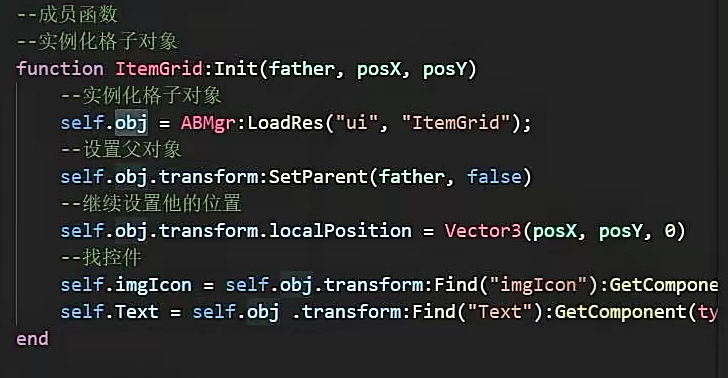 --成员函数
--实例化格子对象
function ItemGrid:Init(father, posX, posY)
--实例化格子对象
self.obj = ABMgr:LoadRes("ui", "ItemGrid");
--设置父对象
self.obj.transform:SetParent(father, false)
--继续设置他的位置
self.obj.transform.localPosition = Vector3(posX, posY, 0)
--找控件
self.imgIcon = self.obj.transform:Find("imgIcon"):GetCompone
self.Text = self.obj .transform:Find("Text"):GetComponent(ty
end